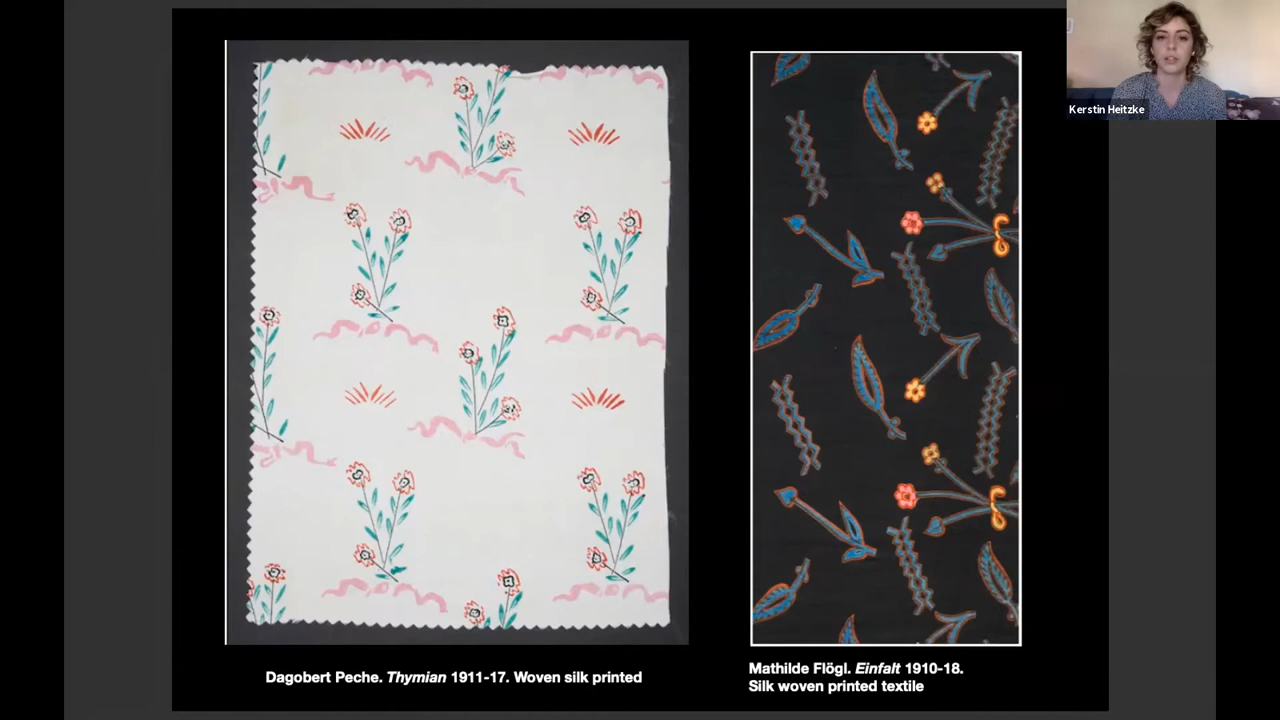 Kerstin Heitzke
Dagobert Peche. Thymian 1911-17. Woven silk printed
Mathilde Flögl. Einfalt 1910-18.
Silk woven printed textile